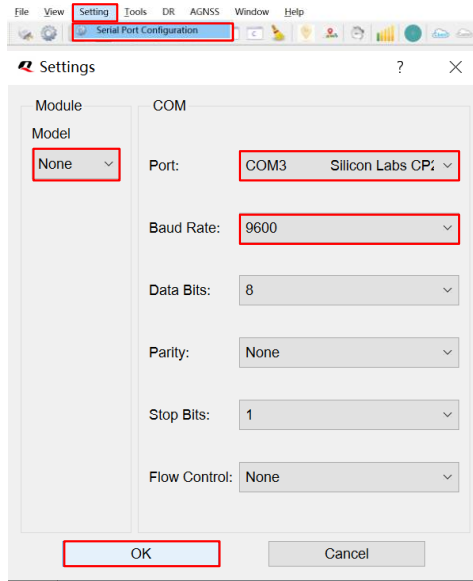 File View Setting Tools DR AGNSS Window Help
Serial Port Configuration
Settings ?
Module COM
Model
None
Port: COM3 Silicon Labs CP2
Baud Rate: 9600
Data Bits: 8
Parity: None
Stop Bits: 1
Flow Control: None
OK Cancel